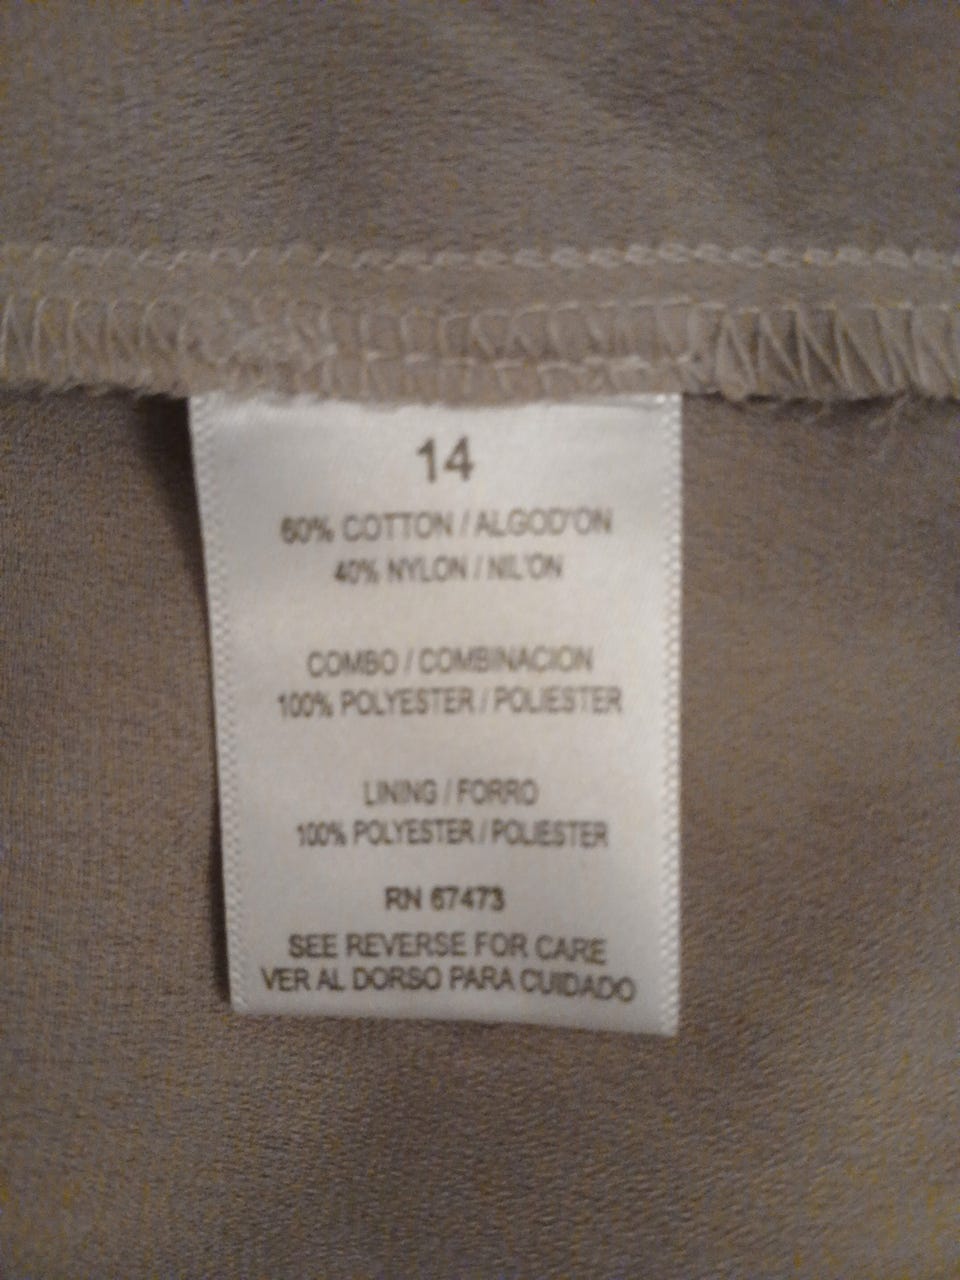 14
60% COTTON / ALGOD'ON
40% NYLON / NIL'ON
COMBO / COMBINACION
100% POLYESTER / POLIESTER
LINING / FORRO
100% POLYESTER / POLIESTER
RN 67473
SEE REVERSE FOR CARE
VER AL DORSO PARA CUIDADO